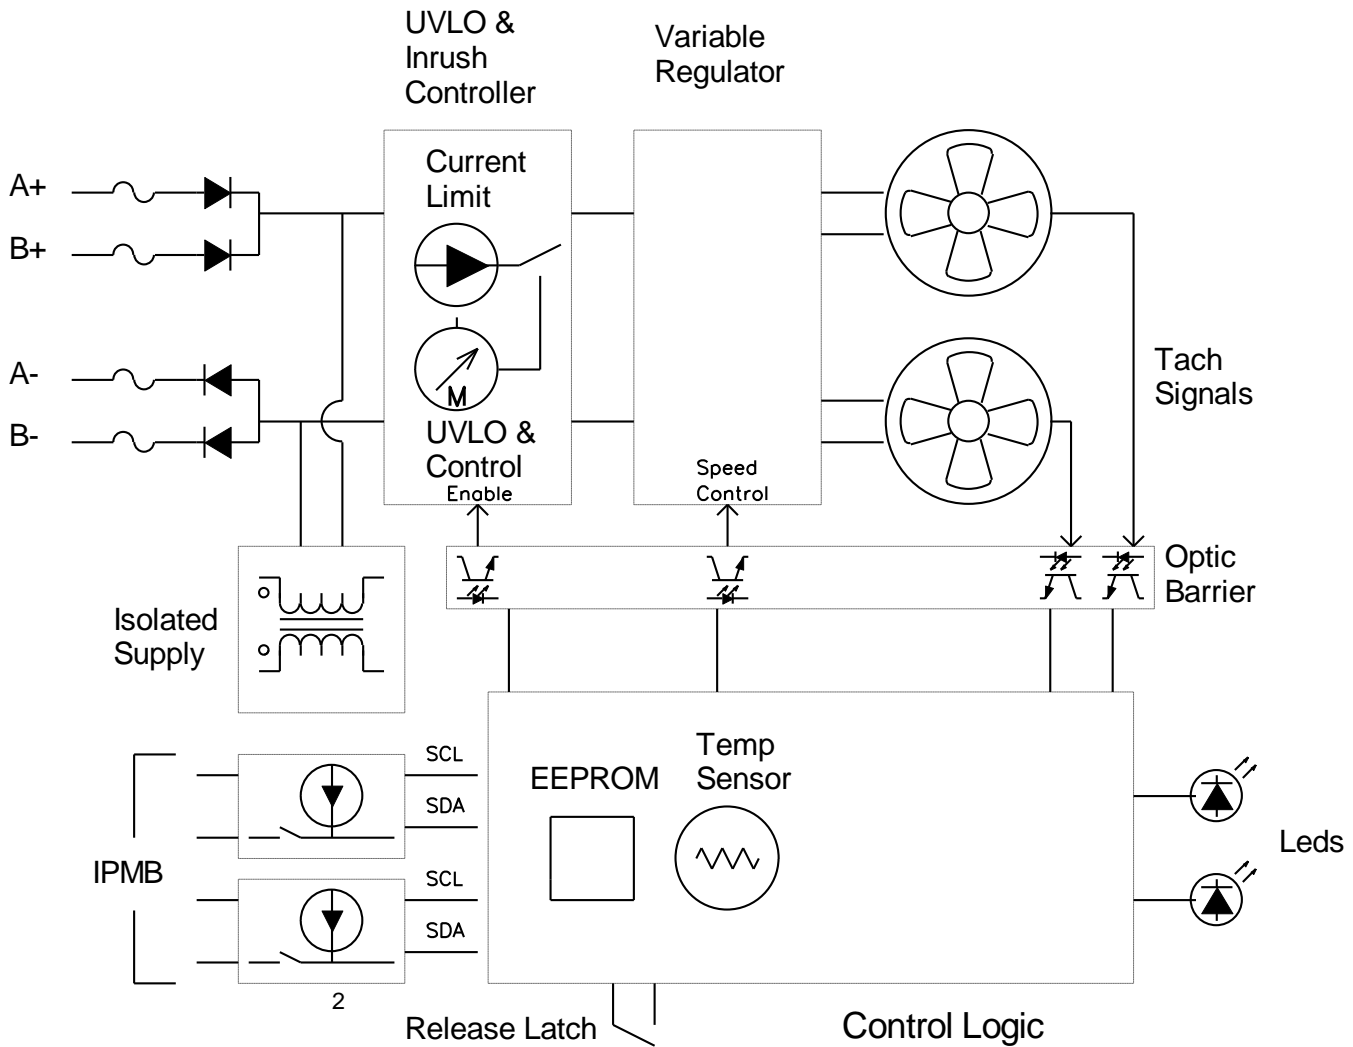 UVLO &
Inrush
Controller
Variable
Regulator
A+
B+
A-
B-
Current
Limit
M
UVLO &
Control
Enable
Speed
Control
Tach
Signals
Optic
Barrier
Isolated
Supply
IPMB
SCL
SDA
SCL
SDA
2
EEPROM
Temp
Sensor
Leds
Release Latch
Control Logic